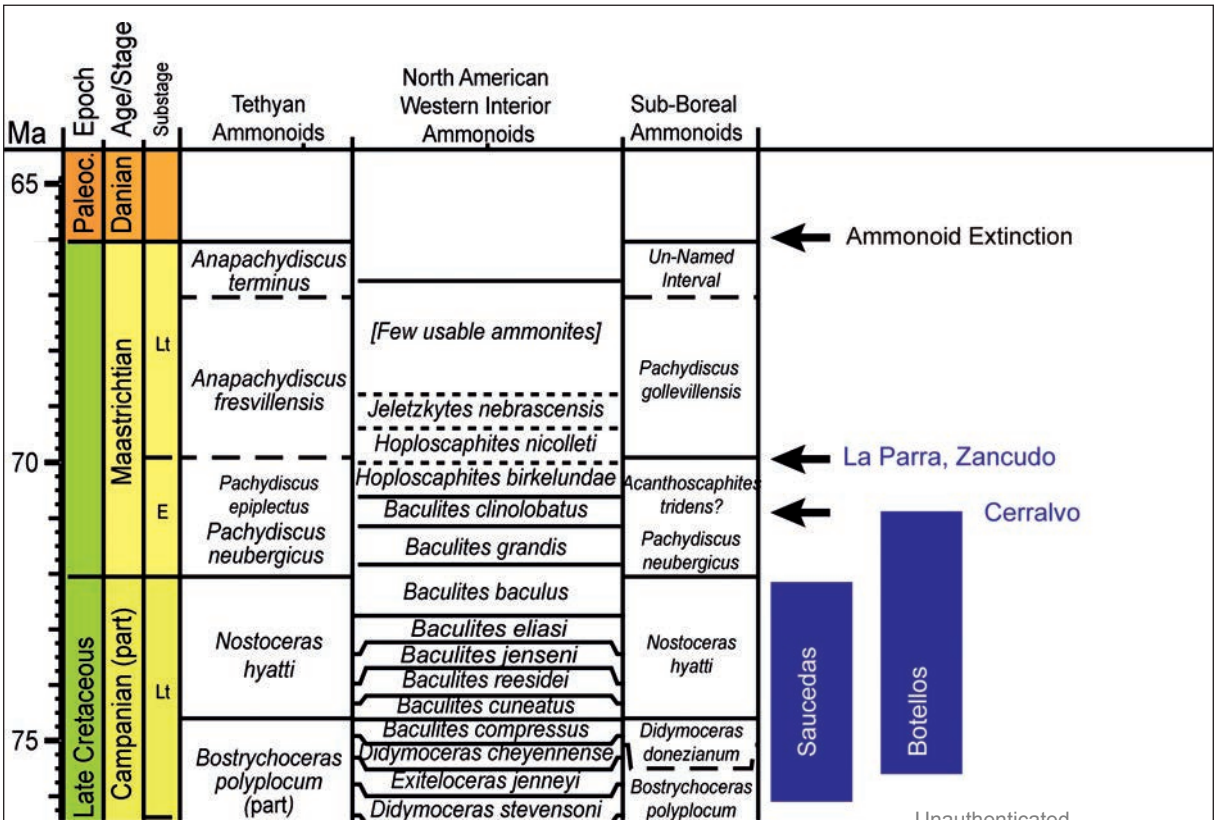 Ma
Epoch
Age/Stage
Substage
Tethyan
Ammonoids
North American
Western Interior
Ammonoids
Sub-Boreal
Ammonoids
65
70
75
Paleoc.
Late Cretaceous
Danian
Maastrichtian
Campanian (part)
Lt
E
Lt
Anapachydiscus
terminus
Anapachydiscus
fresvillensis
Pachydiscus
epiplectus
Pachydiscus
neubergicus
Nostoceras
hyatti
Bostrychoceras
polyplocum
(part)
[Few usable ammonites]
Jeletzkytes nebrascensis
Hoploscaphites nicolleti
Hoploscaphites birkelundae
Baculites clinolobatus
Baculites grandis
Baculites baculus
Baculites eliasi
Baculites jenseni
Baculites reesidei
Baculites cuneatus
Baculites compressus
Didymoceras cheyennense
Exiteloceras jenneyi
Didymoceras stevensoni
Un-Named
Interval
Pachydiscus
gollevillensis
Acanthoscaphites
tridens?
Pachydiscus
neubergicus
Nostoceras
hyatti
Didymoceras
donezianum
Bostrychoceras
polyplocum
Ammonoid Extinction
La Parra, Zancudo
Cerralvo
Saucedas
Botellos
Unauthenticated